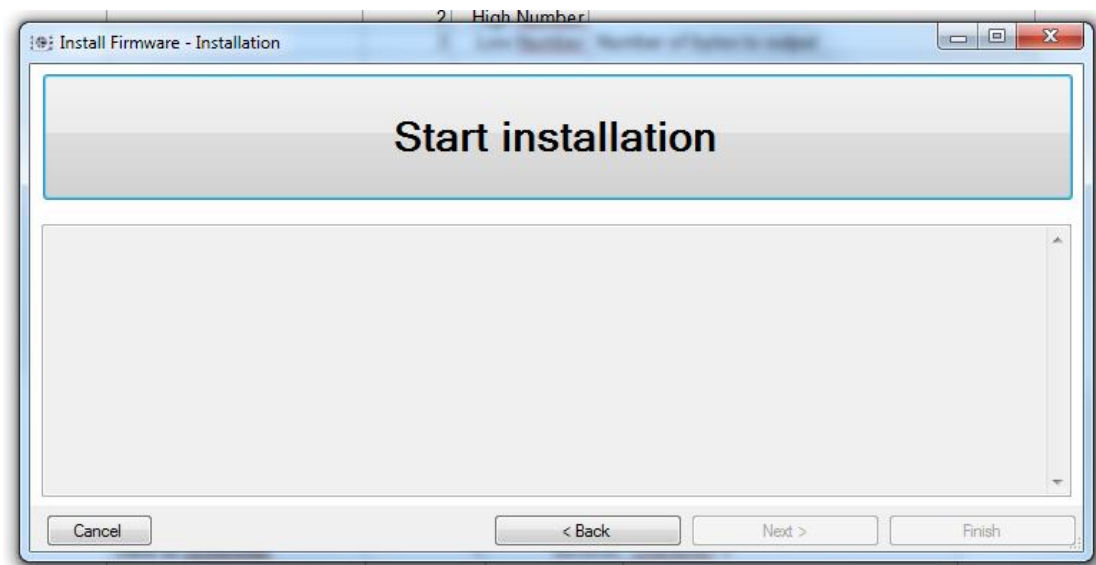 2 High Number
Install Firmware - Installation
Start installation
Cancel
< Back
Next >
Finish